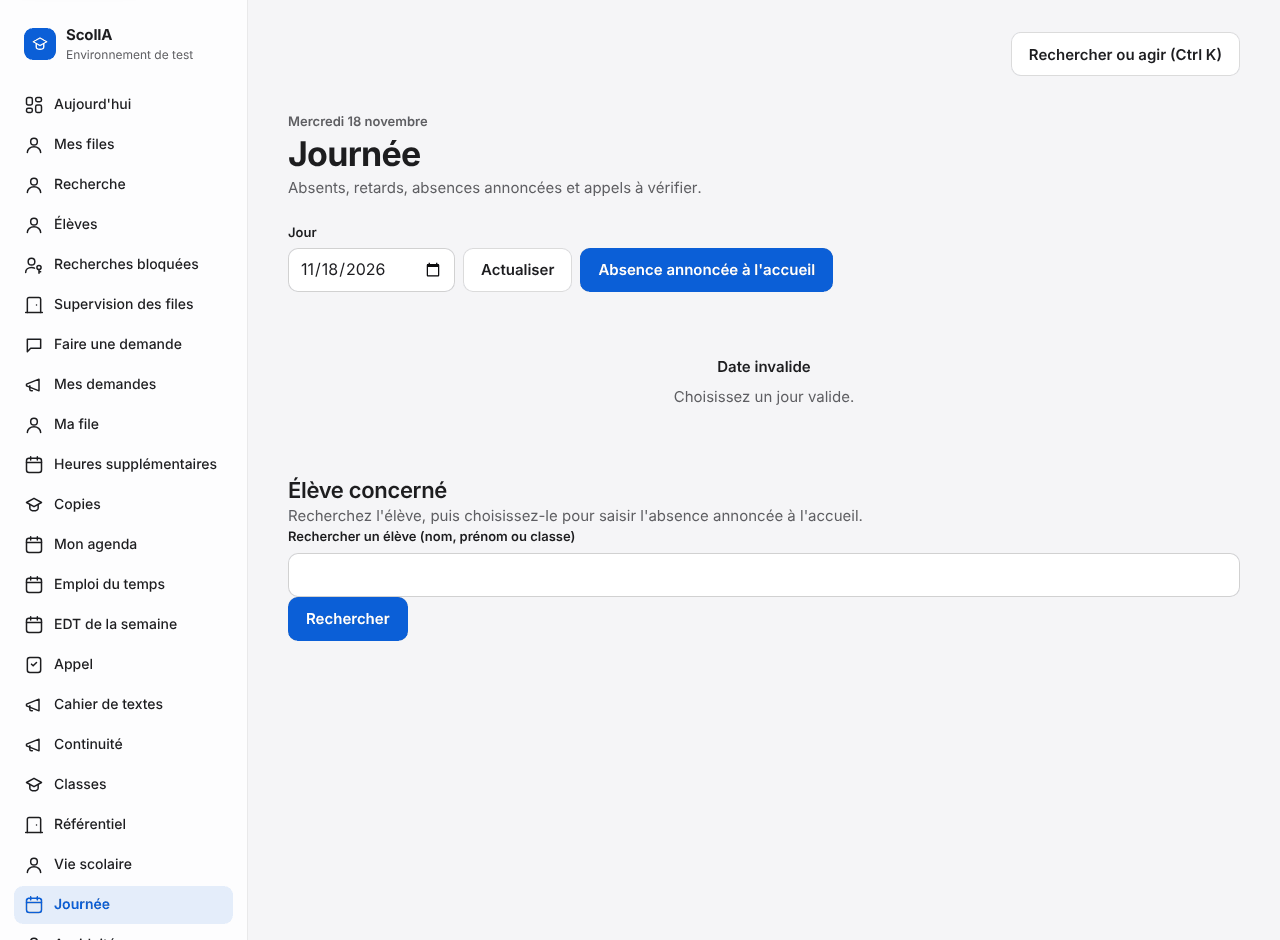 ScolIA
Environnement de test
Aujourd'hui
Mes files
Recherche
Élèves
Recherches bloquées
Supervision des files
Faire une demande
Mes demandes
Ma file
Heures supplémentaires
Copies
Mon agenda
Emploi du temps
EDT de la semaine
Appel
Cahier de textes
Continuité
Classes
Référentiel
Vie scolaire
Journée
Rechercher ou agir (Ctrl K)
Mercredi 18 novembre
Journée
Absents, retards, absences annoncées et appels à vérifier.
Jour
11/18/2026
Actualiser
Absence annoncée à l'accueil
Date invalide
Choisissez un jour valide.
Élève concerné
Recherchez l'élève, puis choisissez-le pour saisir l'absence annoncée à l'accueil.
Rechercher un élève (nom, prénom ou classe)
Rechercher